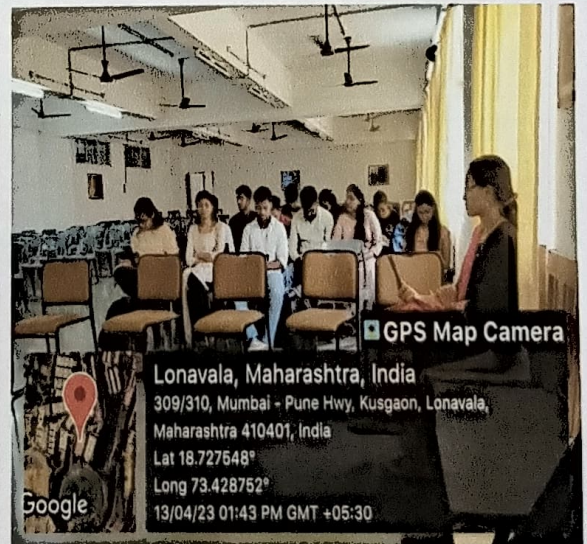 GPS Map Camera
Lonavala, Maharashtra, India
309/310, Mumbai - Pune Hwy, Kusgaon, Lonavala,
Maharashtra 410401, India
Lat 18.727548°
Long 73.428752°
13/04/23 01:43 PM GMT +05:30
Google